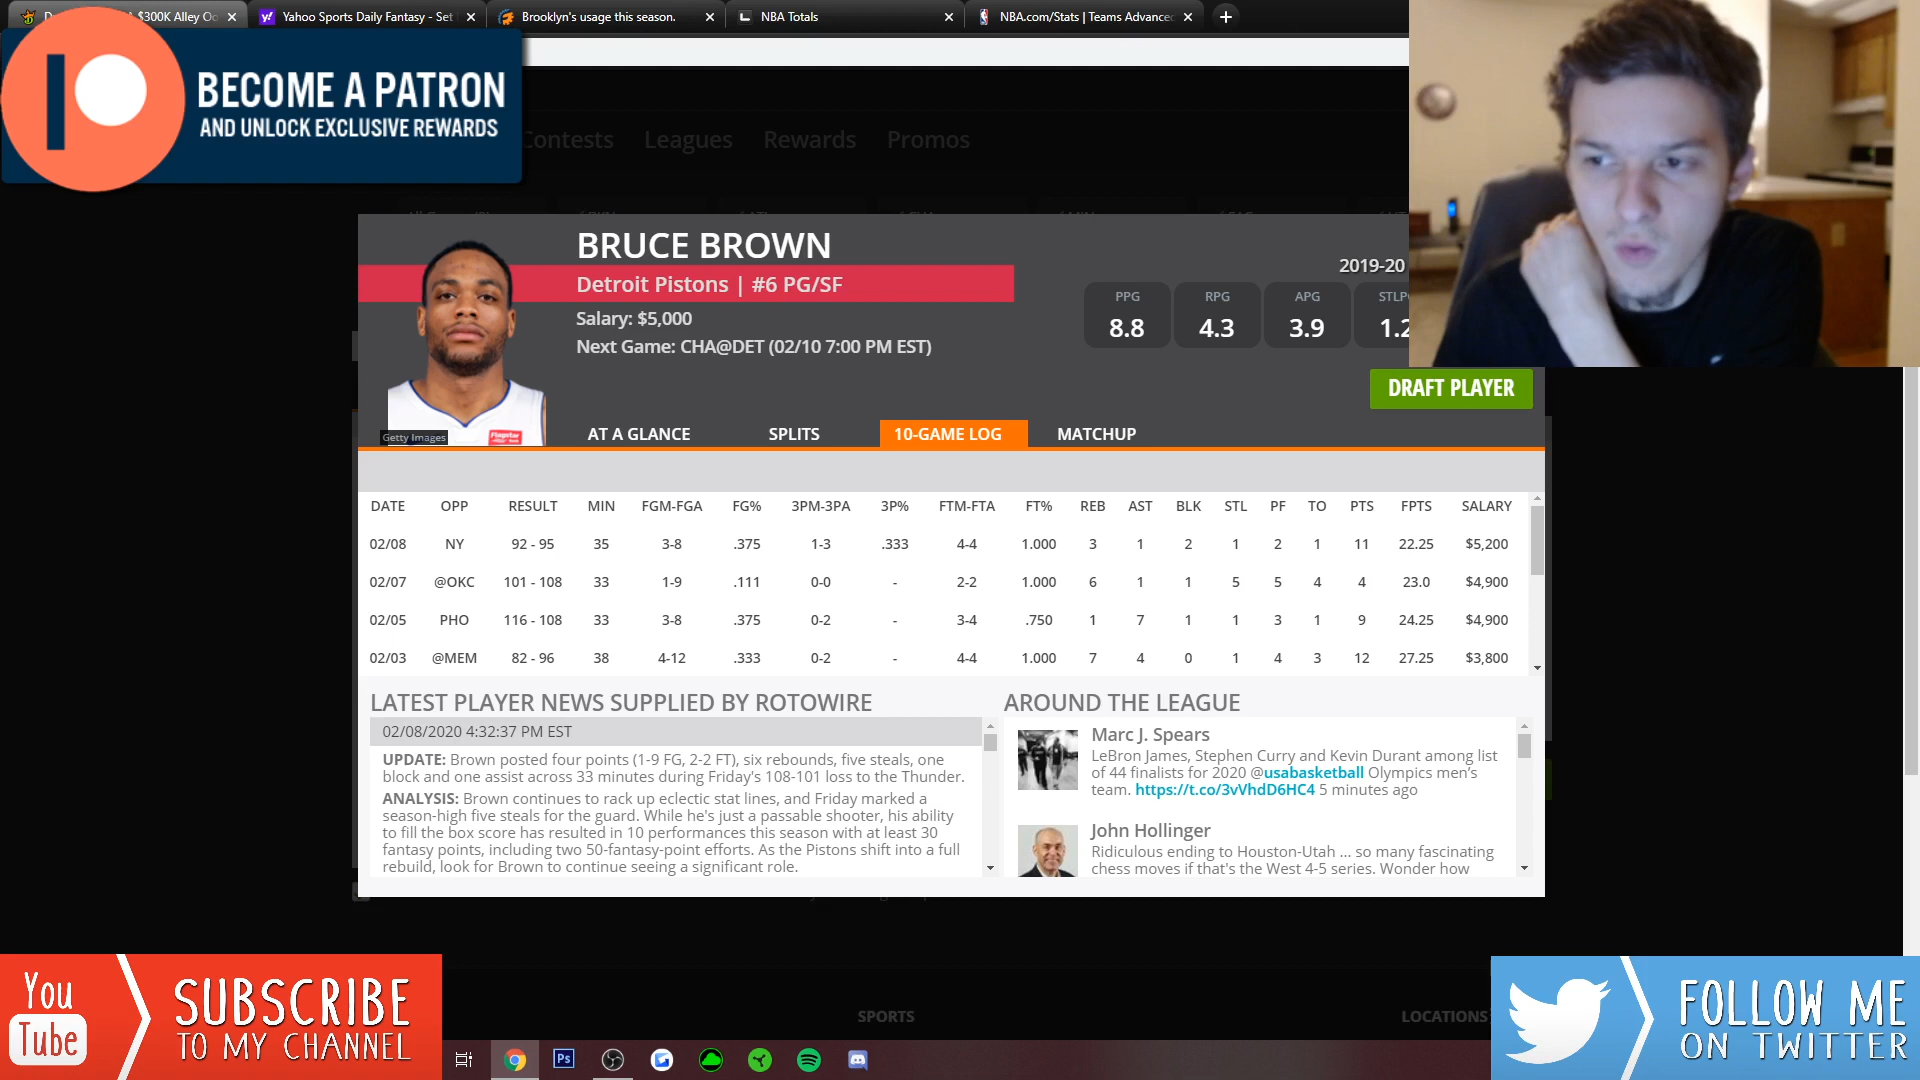 $300K Alley Oo
Yahoo Sports Daily Fantasy - Set
Brooklyn's usage this season.
NBA Totals
NBA.com/Stats | Teams Advanced
BECOME A PATRON
AND UNLOCK EXCLUSIVE REWARDS
Contests Leagues Rewards Promos
BRUCE BROWN
Detroit Pistons | #6 PG/SF
Salary: $5,000
Next Game: CHA@DET (02/10 7:00 PM EST)
2019-20
PPG RPG APG STLPG
8.8 4.3 3.9 1.2
DRAFT PLAYER
Getty Images
Flagstar
AT A GLANCE SPLITS 10-GAME LOG MATCHUP
DATE OPP RESULT MIN FGM-FGA FG% 3PM-3PA 3P% FTM-FTA FT% REB AST BLK STL PF TO PTS FPTS SALARY
02/08 NY 92 - 95 35 3-8 .375 1-3 .333 4-4 1.000 3 1 2 1 2 1 11 22.25 $5,200
02/07 @OKC 101 - 108 33 1-9 .111 0-0 - 2-2 1.000 6 1 1 5 5 4 4 23.0 $4,900
02/05 PHO 116 - 108 33 3-8 .375 0-2 - 3-4 .750 1 7 1 1 3 1 9 24.25 $4,900
02/03 @MEM 82 - 96 38 4-12 .333 0-2 - 4-4 1.000 7 4 0 1 4 3 12 27.25 $3,800
LATEST PLAYER NEWS SUPPLIED BY ROTOWIRE
02/08/2020 4:32:37 PM EST
UPDATE: Brown posted four points (1-9 FG, 2-2 FT), six rebounds, five steals, one
block and one assist across 33 minutes during Friday's 108-101 loss to the Thunder.
ANALYSIS: Brown continues to rack up eclectic stat lines, and Friday marked a
season-high five steals for the guard. While he's just a passable shooter, his ability
to fill the box score has resulted in 10 performances this season with at least 30
fantasy points, including two 50-fantasy-point efforts. As the Pistons shift into a full
rebuild, look for Brown to continue seeing a significant role.
AROUND THE LEAGUE
Marc J. Spears
LeBron James, Stephen Curry and Kevin Durant among list
of 44 finalists for 2020 @usabasketball Olympics men's
team. https://t.co/3vVhdD6HC4 5 minutes ago
John Hollinger
Ridiculous ending to Houston-Utah ... so many fascinating
chess moves if that's the West 4-5 series. Wonder how
SPORTS
LOCATIONS
You
Tube
SUBSCRIBE
TO MY CHANNEL
Ps
FOLLOW ME
ON TWITTER